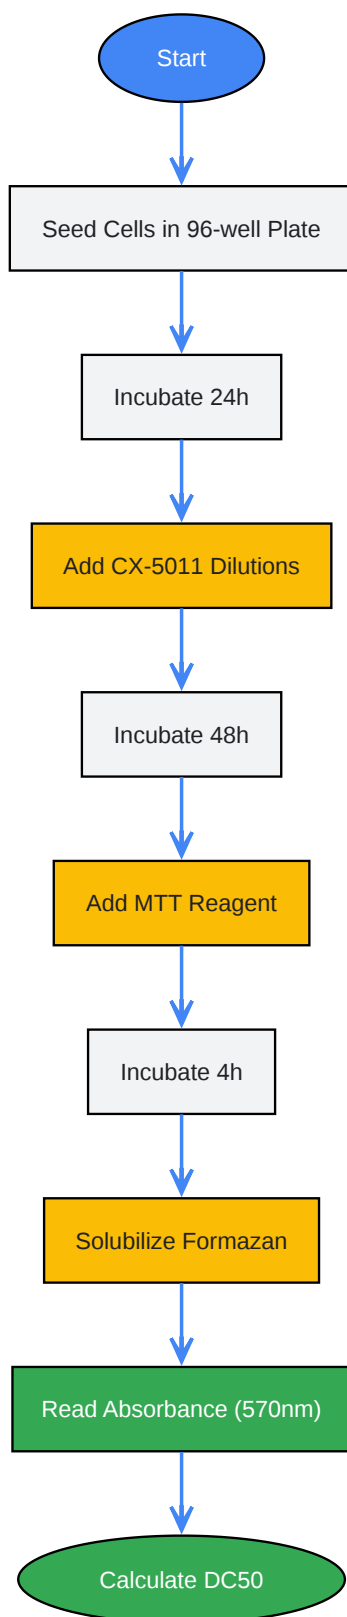 Start
Seed Cells in 96-well Plate
Incubate 24h
Add CX-5011 Dilutions
Incubate 48h
Add MTT Reagent
Incubate 4h
Solubilize Formazan
Read Absorbance (570nm)
Calculate DC50